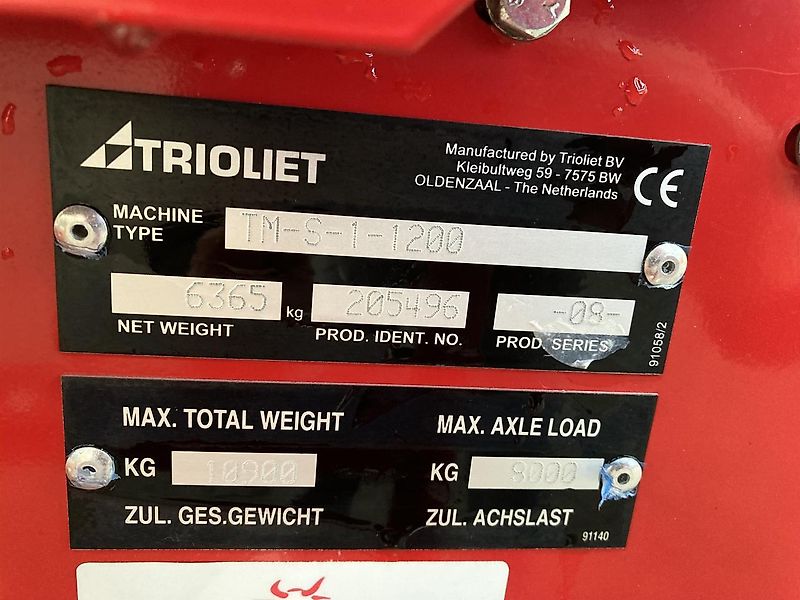 TRIOLIET
Manufactured by Trioliet BV
Kleibultweg 59 - 7575 BW
OLDENZAAL - The Netherlands
CE
MACHINE
TYPE
TM-S-1-1200
6365 kg
205496
-08-
NET WEIGHT
PROD. IDENT. NO.
PROD. SERIES
91058/2
MAX. TOTAL WEIGHT
MAX. AXLE LOAD
KG 10900
KG 8000
ZUL. GES.GEWICHT
ZUL. ACHSLAST
91140